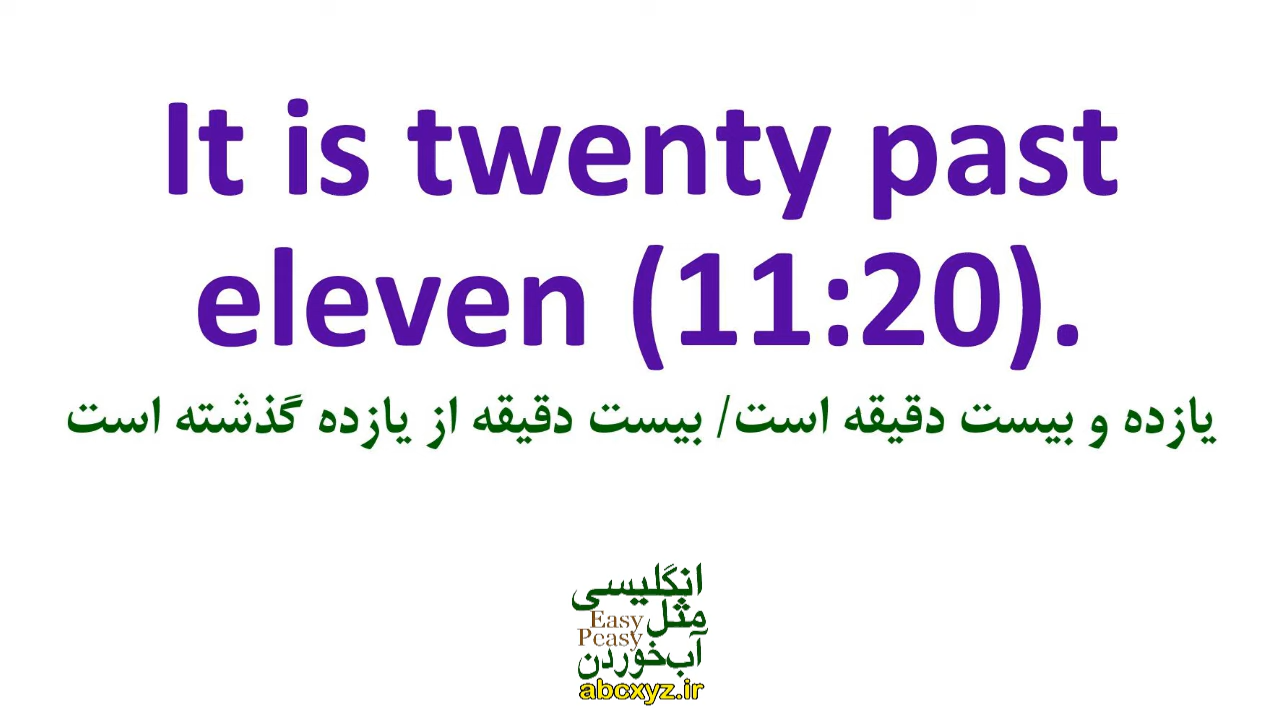 It is twenty past
eleven (11:20).
یازده و بیست دقیقه است/ بیست دقیقه از یازده گذشته است
انگلیسی
مثل
Easy
Peasy
آب‌خوردن
abcxyz.ir